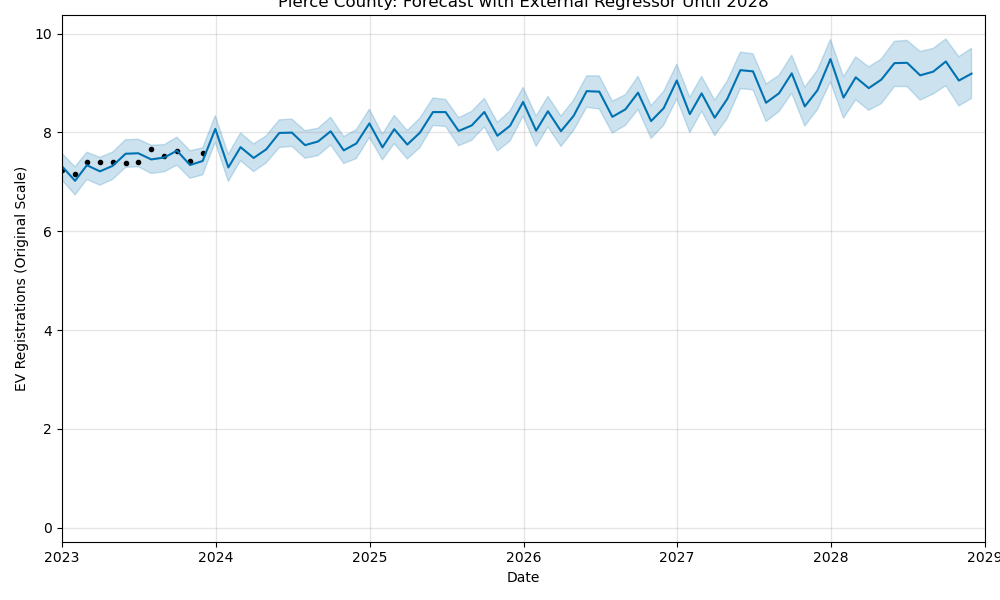 Pierce County: Forecast with External Regressor Until 2028
10
8
6
4
2
0
EV Registrations (Original Scale)
2023 2024 2025 2026 2027 2028 2029
Date